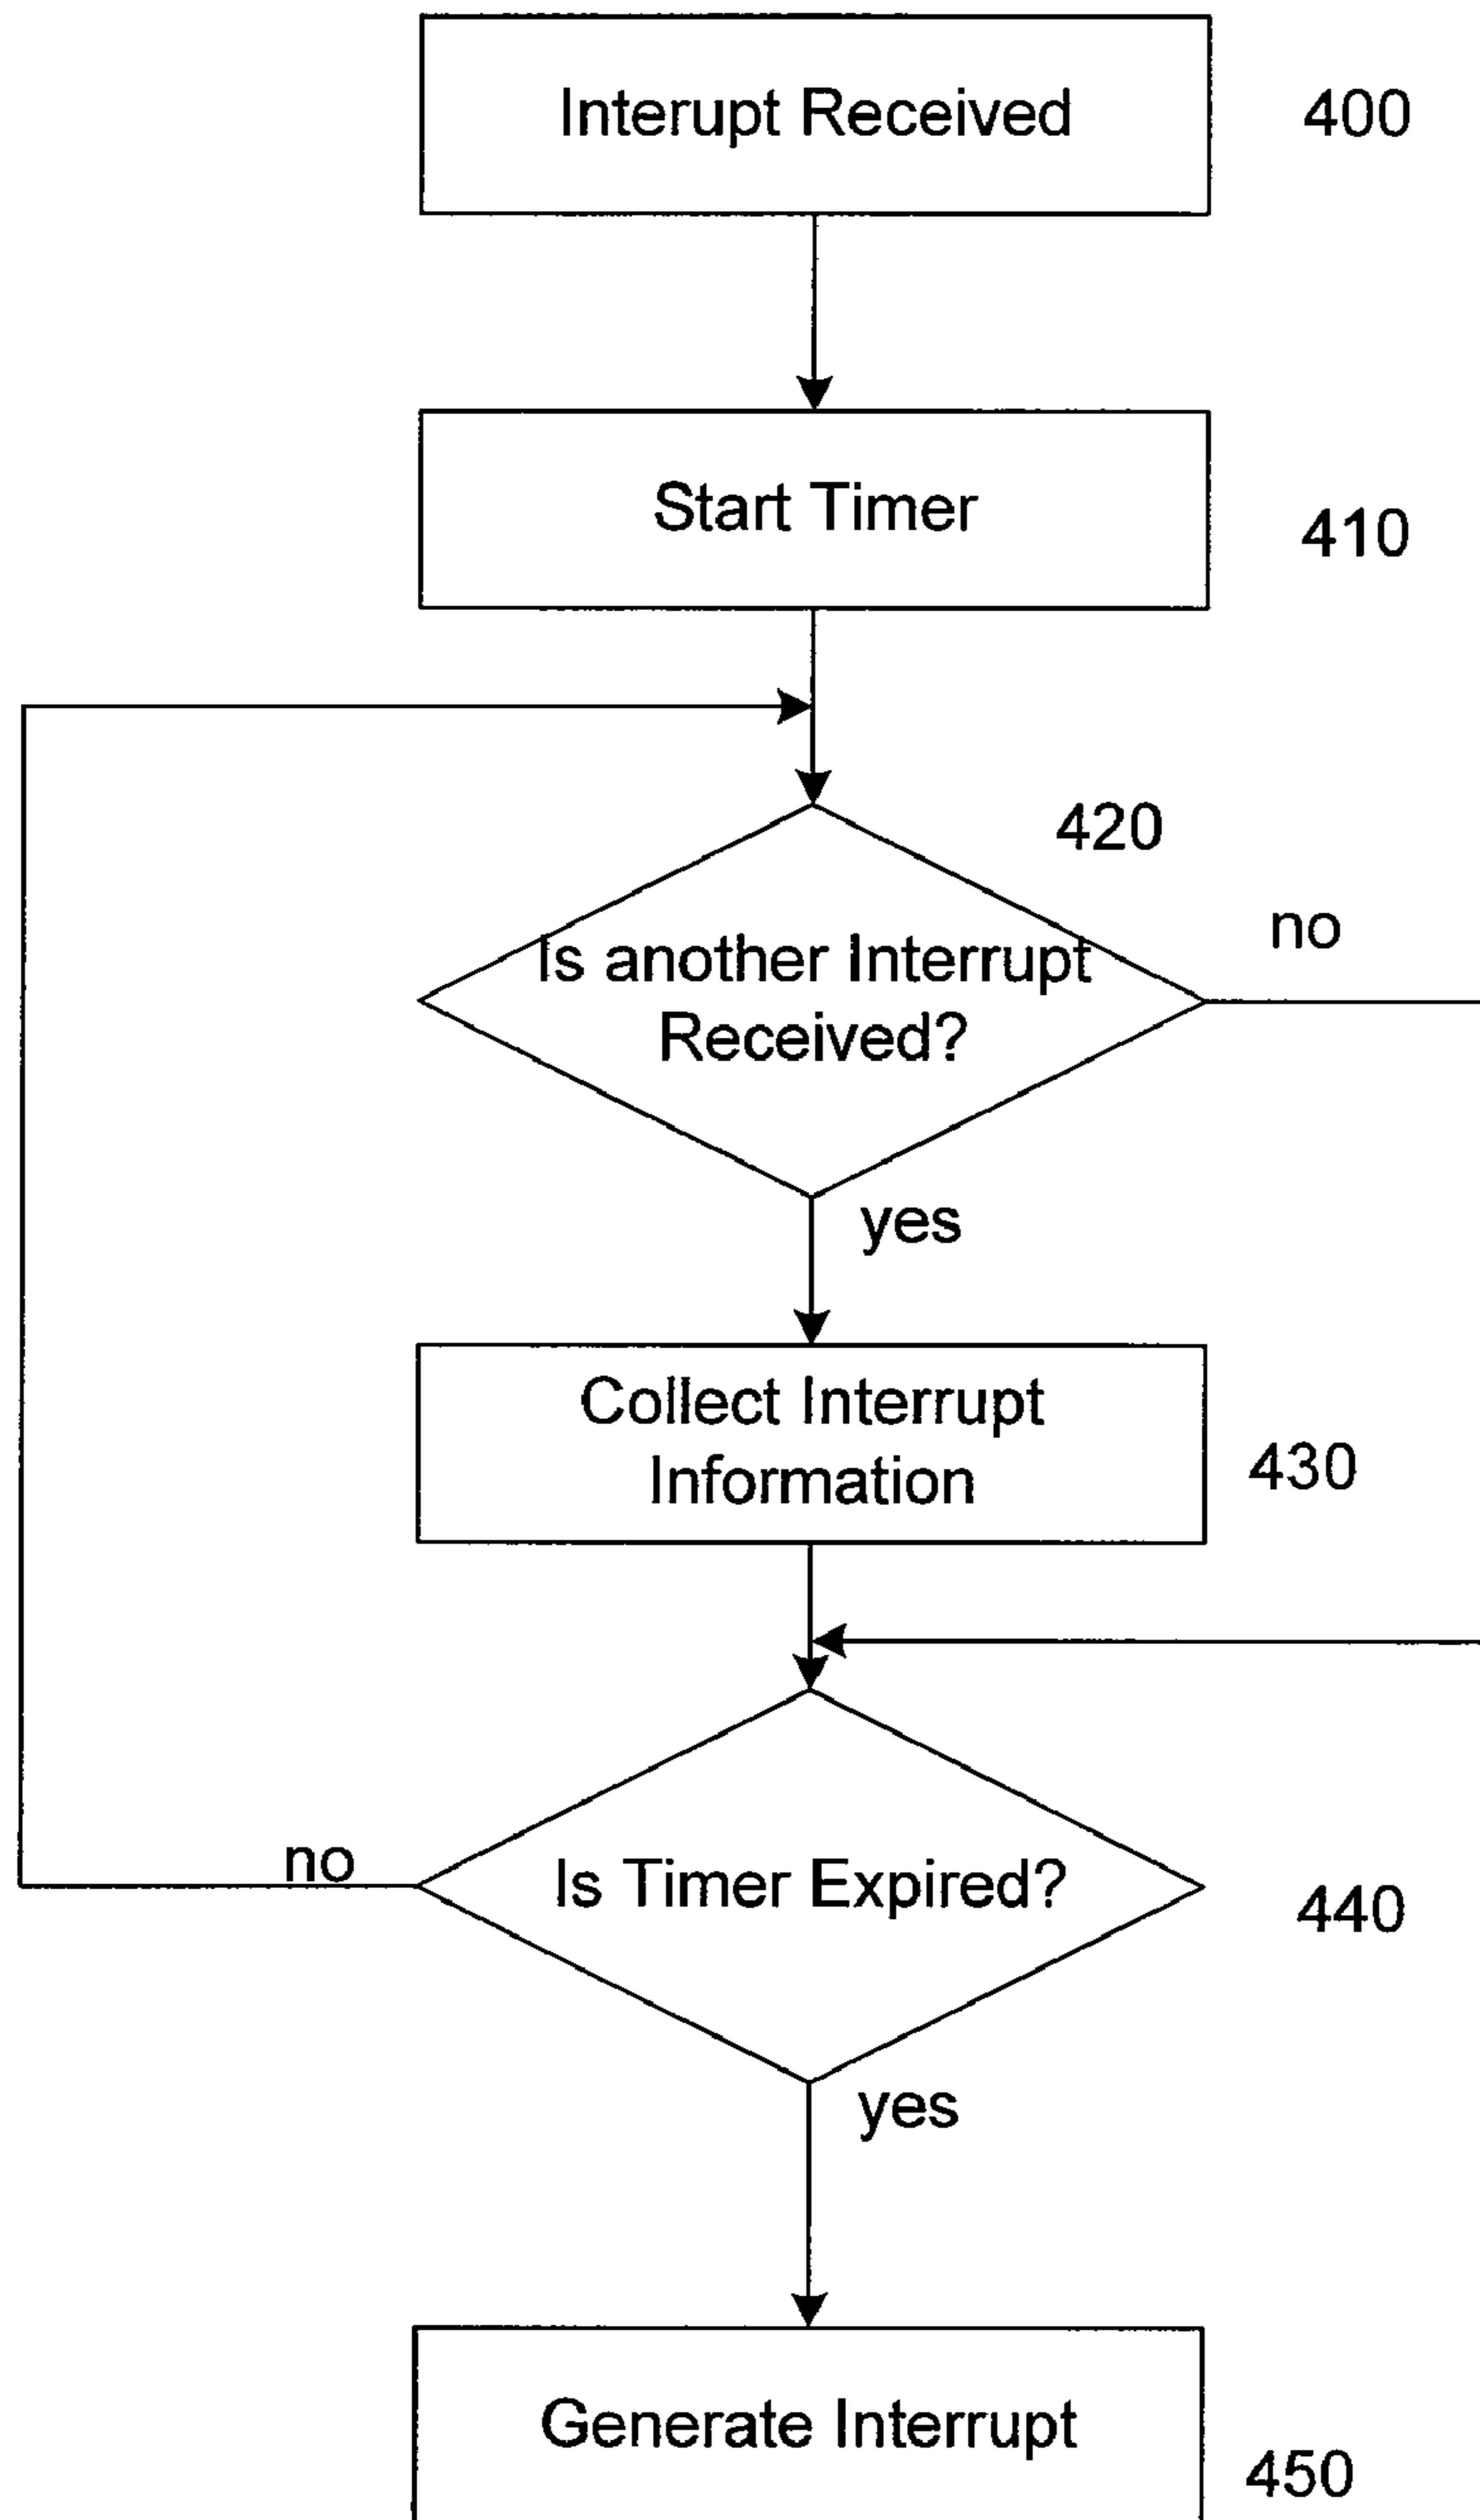 Interupt Received
400
Start Timer
410
420
no
Is another Interrupt
Received?
yes
Collect Interrupt
Information
430
no
Is Timer Expired?
440
yes
Generate Interrupt
450